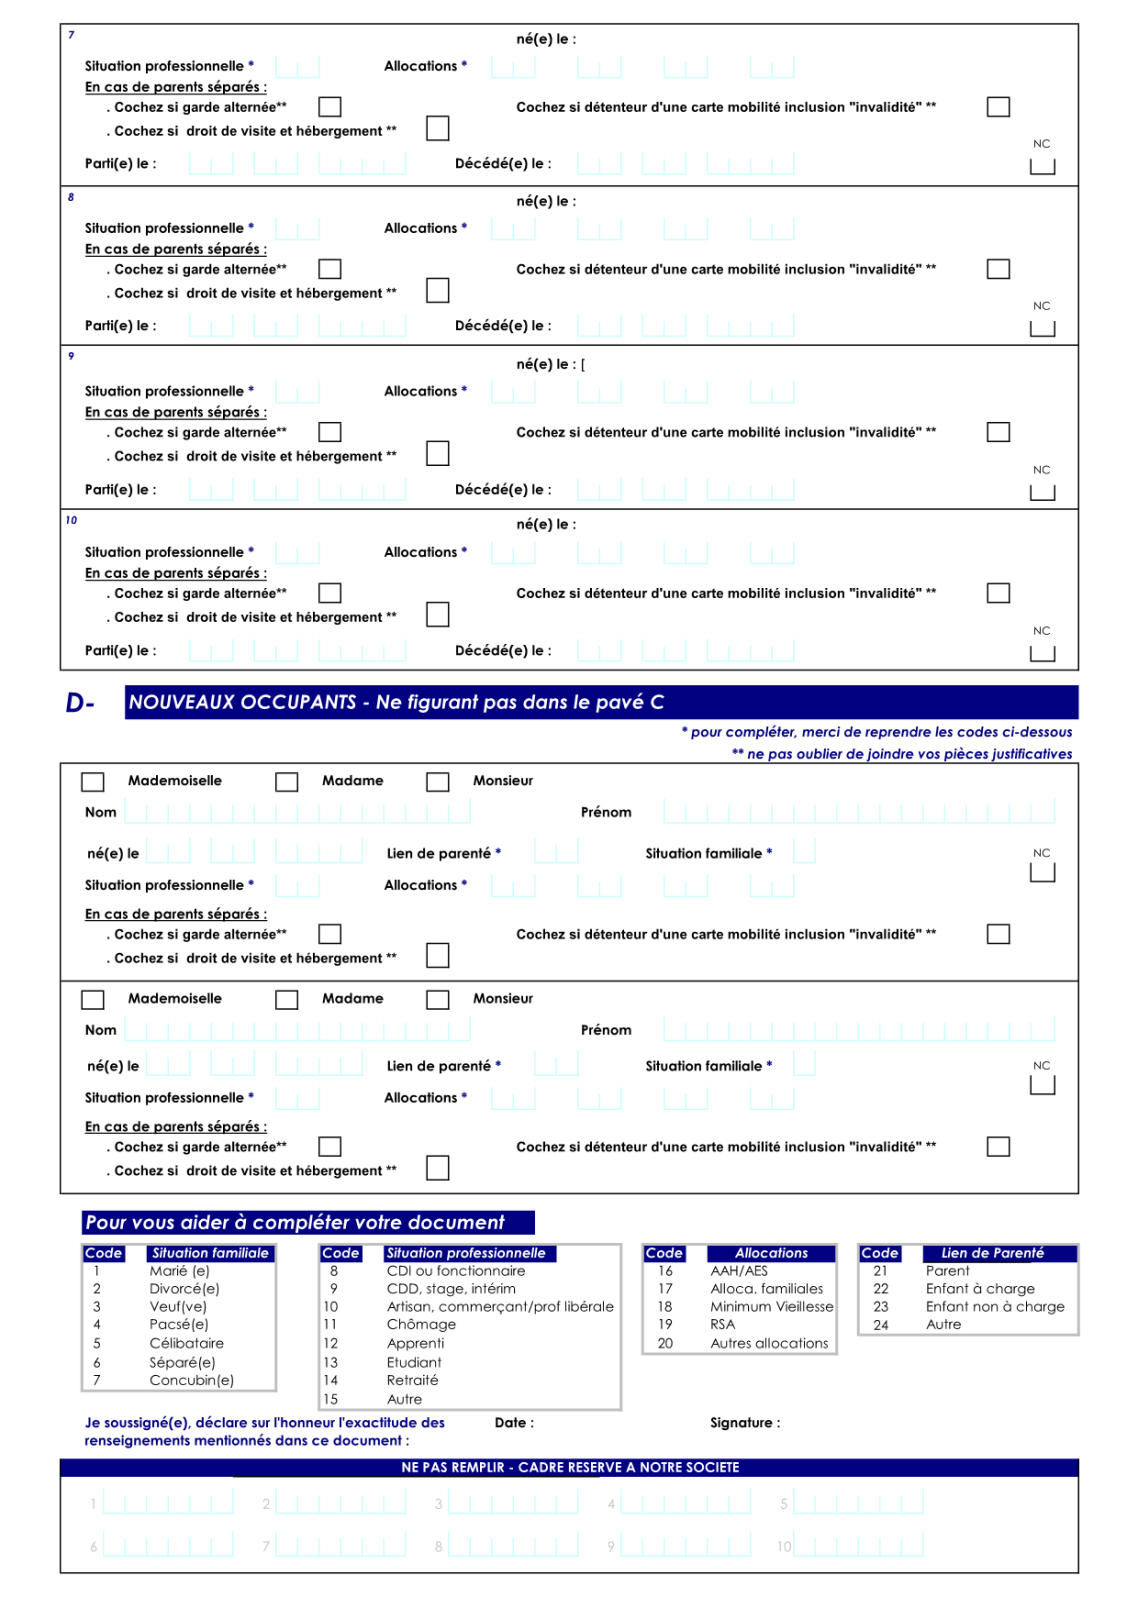 7 né(e) le :
Situation professionnelle * Allocations *
En cas de parents séparés :
. Cochez si garde alternée** Cochez si détenteur d'une carte mobilité inclusion "invalidité" **
. Cochez si droit de visite et hébergement **
NC
Parti(e) le : Décédé(e) le :
8 né(e) le :
Situation professionnelle * Allocations *
En cas de parents séparés :
. Cochez si garde alternée** Cochez si détenteur d'une carte mobilité inclusion "invalidité" **
. Cochez si droit de visite et hébergement **
NC
Parti(e) le : Décédé(e) le :
9 né(e) le : [
Situation professionnelle * Allocations *
En cas de parents séparés :
. Cochez si garde alternée** Cochez si détenteur d'une carte mobilité inclusion "invalidité" **
. Cochez si droit de visite et hébergement **
NC
Parti(e) le : Décédé(e) le :
10 né(e) le :
Situation professionnelle * Allocations *
En cas de parents séparés :
. Cochez si garde alternée** Cochez si détenteur d'une carte mobilité inclusion "invalidité" **
. Cochez si droit de visite et hébergement **
NC
Parti(e) le : Décédé(e) le :
D- NOUVEAUX OCCUPANTS - Ne figurant pas dans le pavé C
* pour compléter, merci de reprendre les codes ci-dessous
** ne pas oublier de joindre vos pièces justificatives
Mademoiselle Madame Monsieur
Nom Prénom
né(e) le Lien de parenté * Situation familiale * NC
Situation professionnelle * Allocations *
En cas de parents séparés :
. Cochez si garde alternée** Cochez si détenteur d'une carte mobilité inclusion "invalidité" **
. Cochez si droit de visite et hébergement **
Mademoiselle Madame Monsieur
Nom Prénom
né(e) le Lien de parenté * Situation familiale * NC
Situation professionnelle * Allocations *
En cas de parents séparés :
. Cochez si garde alternée** Cochez si détenteur d'une carte mobilité inclusion "invalidité" **
. Cochez si droit de visite et hébergement **
Pour vous aider à compléter votre document
Code Situation familiale Code Situation professionnelle Code Allocations Code Lien de Parenté
1 Marié (e) 8 CDI ou fonctionnaire 16 AAH/AES 21 Parent
2 Divorcé(e) 9 CDD, stage, intérim 17 Alloca. familiales 22 Enfant à charge
3 Veuf(ve) 10 Artisan, commerçant/prof libérale 18 Minimum Vieillesse 23 Enfant non à charge
4 Pacsé(e) 11 Chômage 19 RSA 24 Autre
5 Célibataire 12 Apprenti 20 Autres allocations
6 Séparé(e) 13 Etudiant
7 Concubin(e) 14 Retraité
15 Autre
Je soussigné(e), déclare sur l'honneur l'exactitude des Date : Signature :
renseignements mentionnés dans ce document :
NE PAS REMPLIR - CADRE RESERVE A NOTRE SOCIETE
1 2 3 4 5
6 7 8 9 10